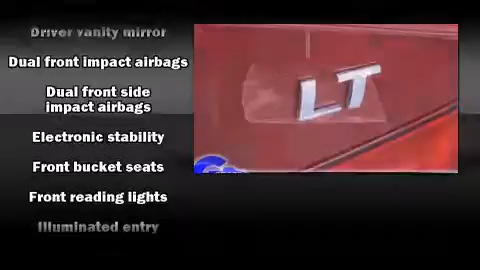 Driver vanity mirror
Dual front impact airbags
Dual front side
impact airbags
Electronic stability
Front bucket seats
Front reading lights
Illuminated entry
LT